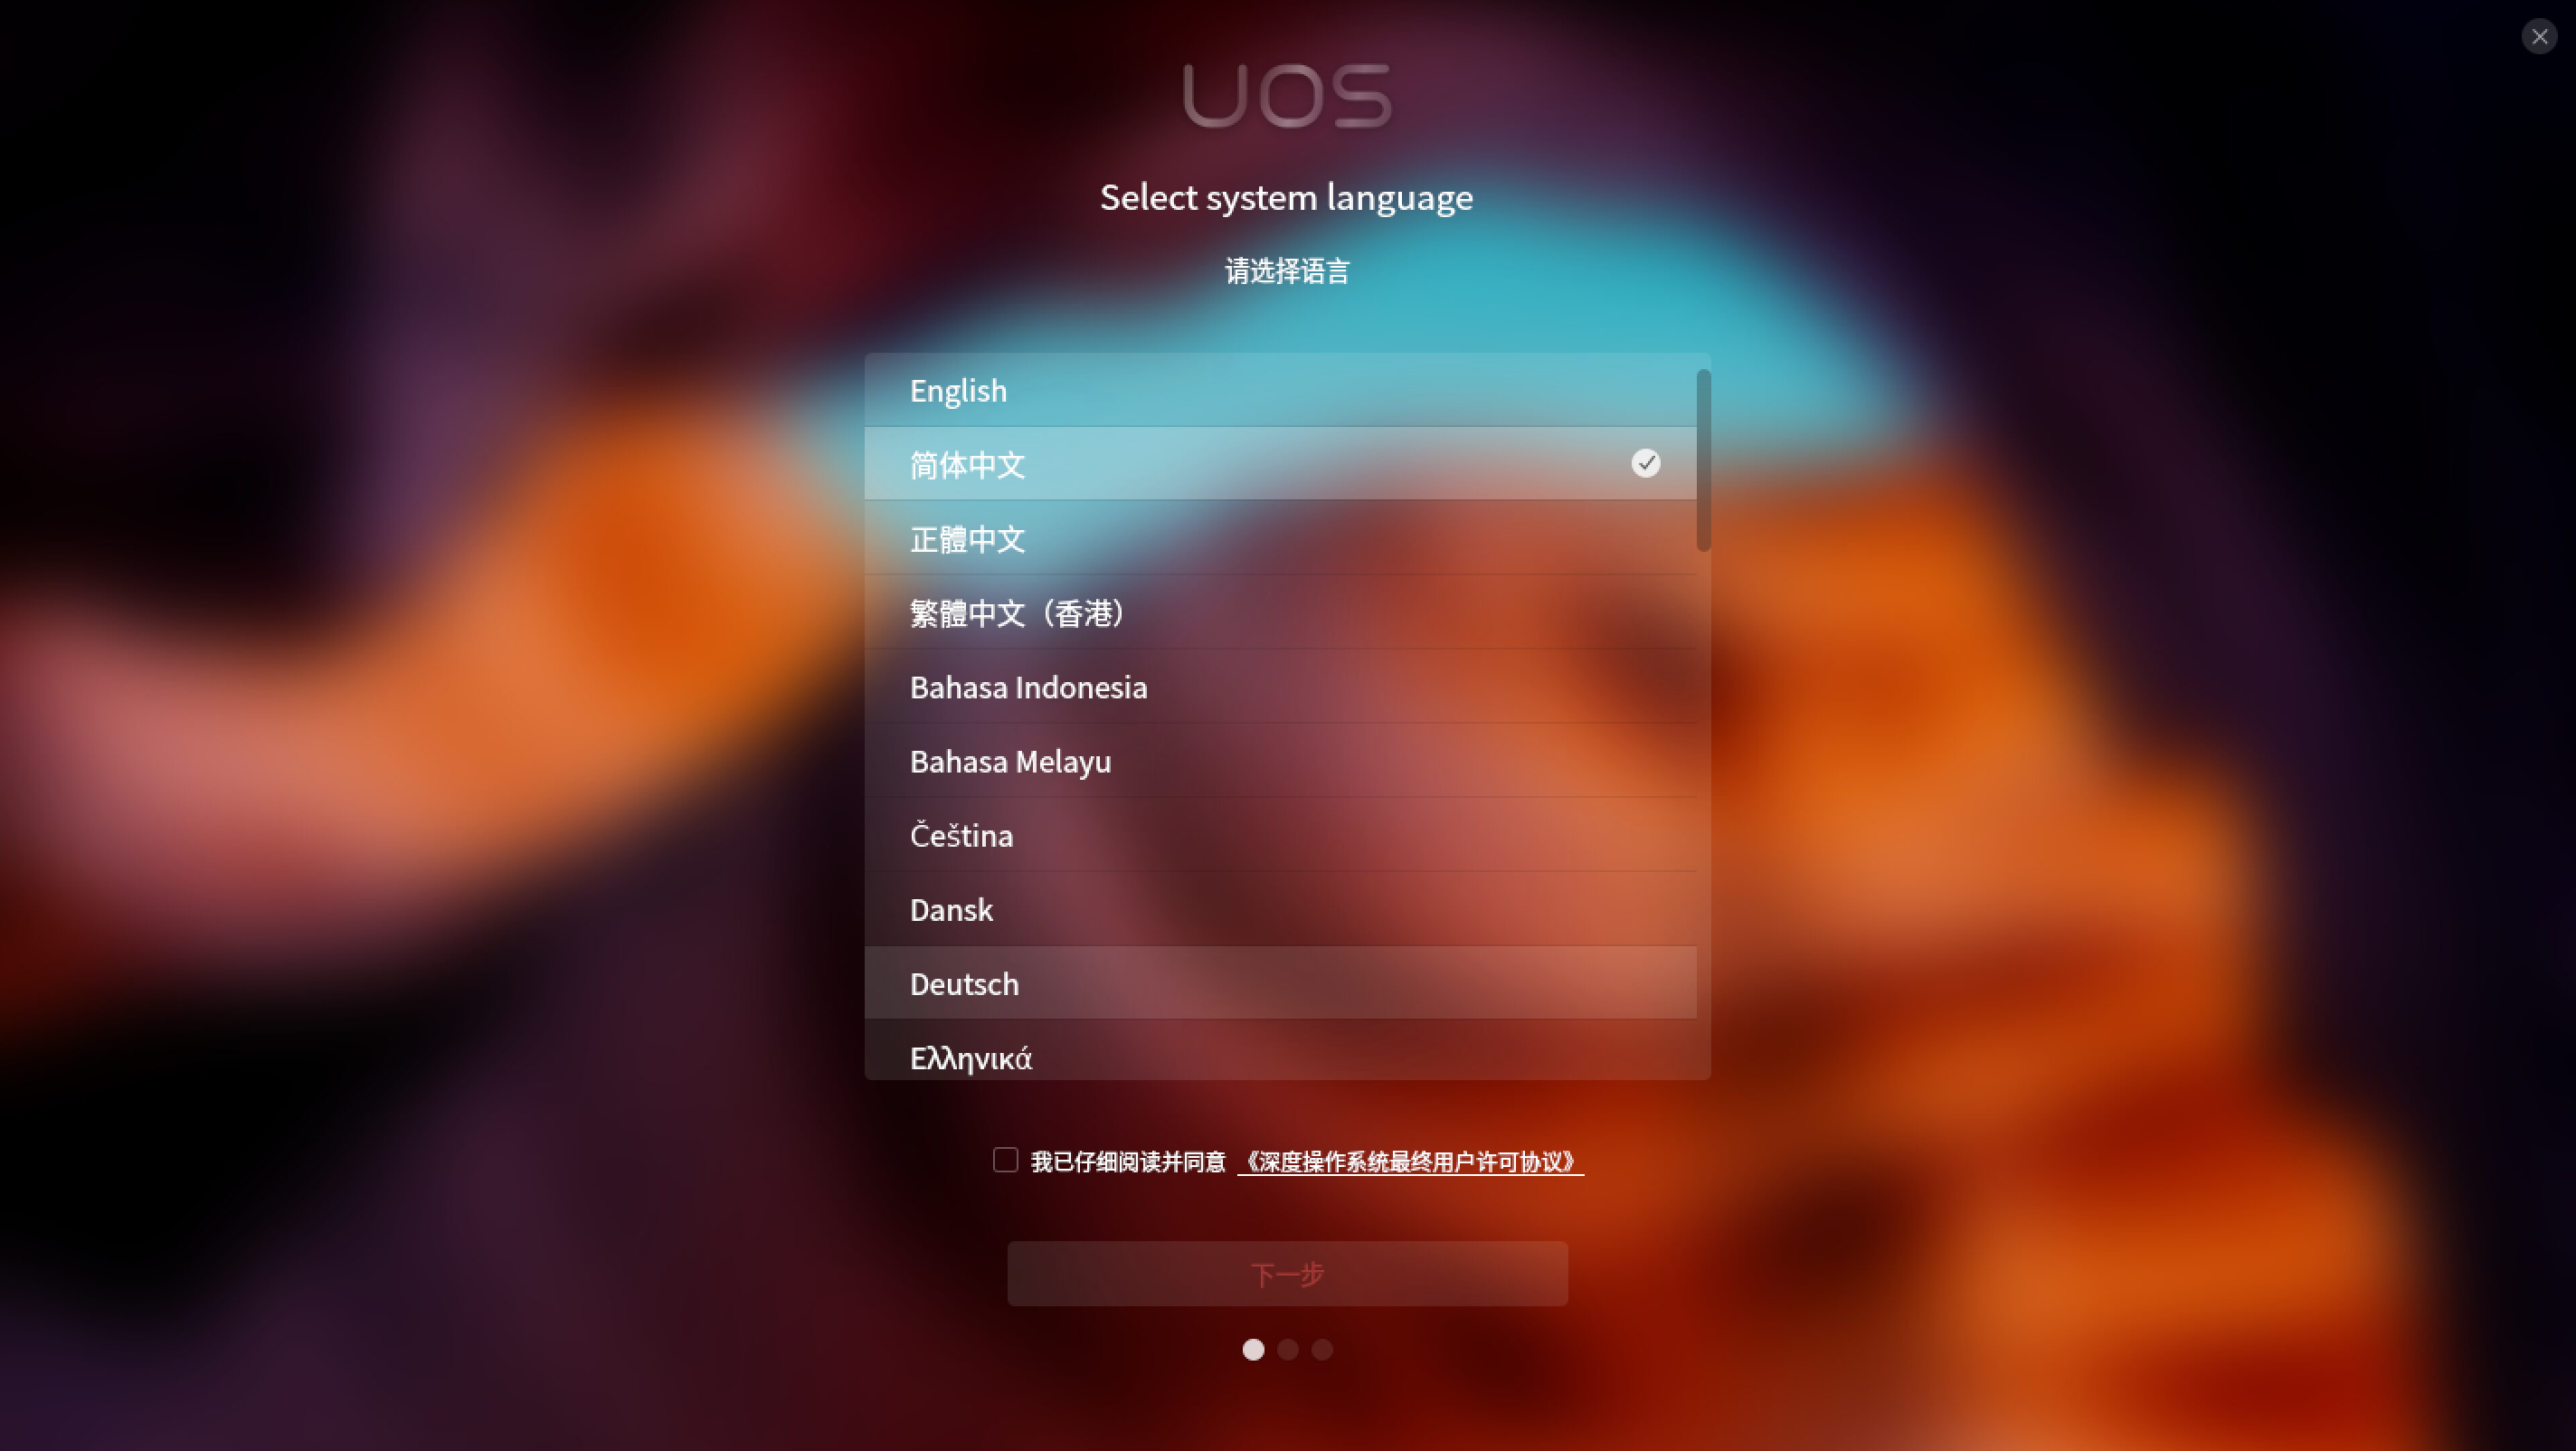 UOS
Select system language
请选择语言
English
简体中文
正體中文
繁體中文（香港）
Bahasa Indonesia
Bahasa Melayu
Čeština
Dansk
Deutsch
Ελληνικά
我已仔细阅读并同意 《深度操作系统最终用户许可协议》
下一步